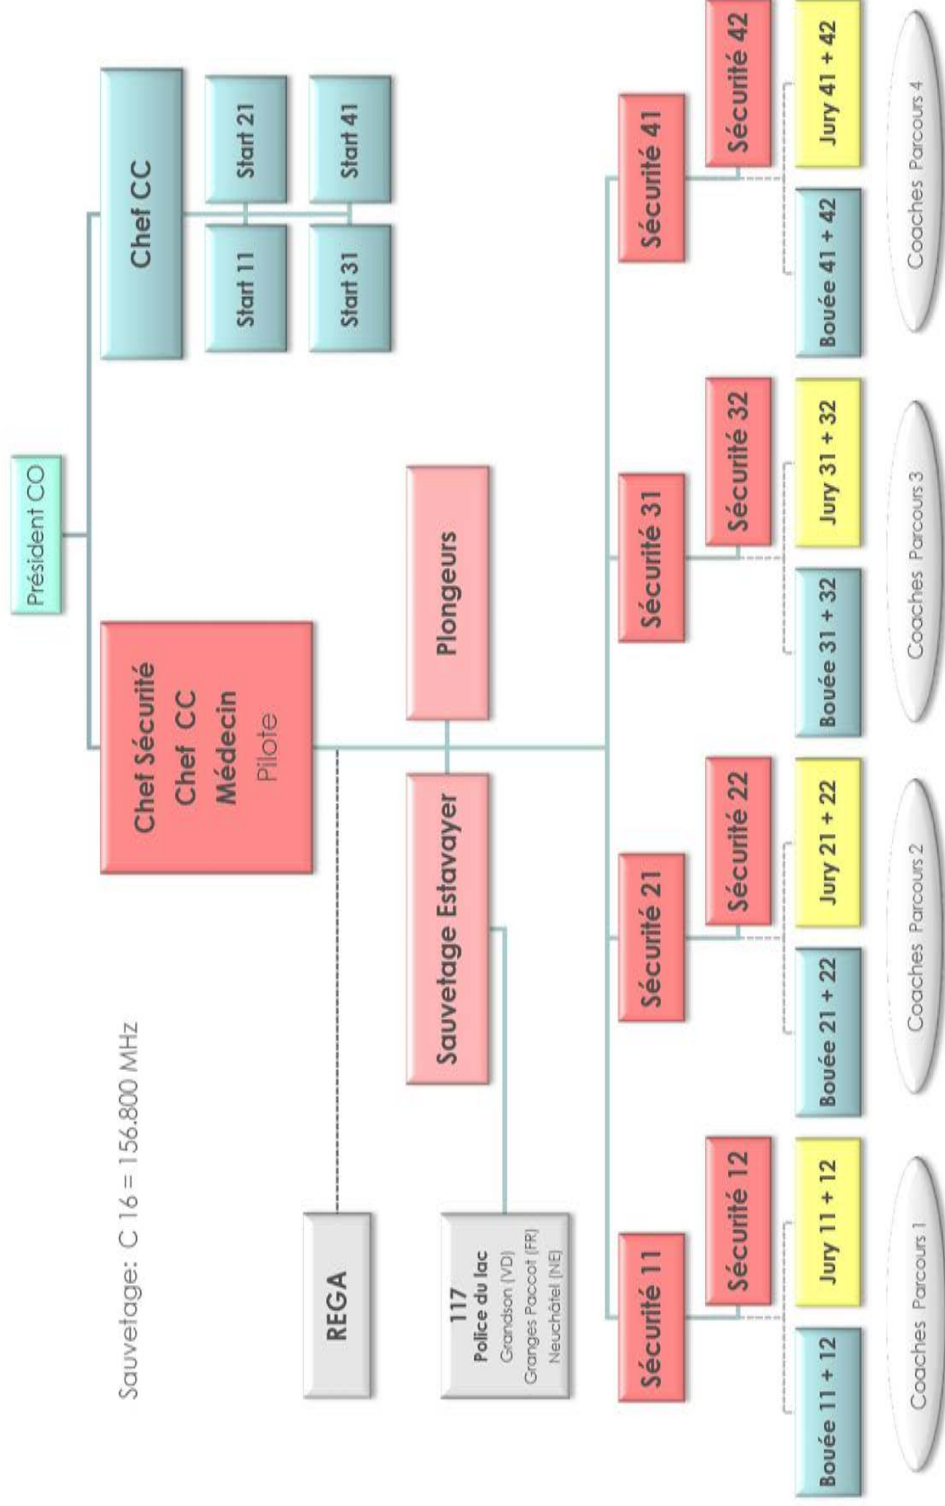 Président CO
Chef Sécurité
Chef CC
Médecin
Pilote
Chef CC
Start 11
Start 21
Start 31
Start 41
Sauvetage: C 16 = 156.800 MHz
REGA
Sauvetage Estavayer
Plongeurs
117
Police du lac
Grandson (VD)
Granges Paccot (FR)
Neuchâtel (NE)
Sécurité 11
Sécurité 12
Bouée 11 + 12
Jury 11 + 12
Coaches Parcours 1
Sécurité 21
Sécurité 22
Bouée 21 + 22
Jury 21 + 22
Coaches Parcours 2
Sécurité 31
Sécurité 32
Bouée 31 + 32
Jury 31 + 32
Coaches Parcours 3
Sécurité 41
Sécurité 42
Bouée 41 + 42
Jury 41 + 42
Coaches Parcours 4